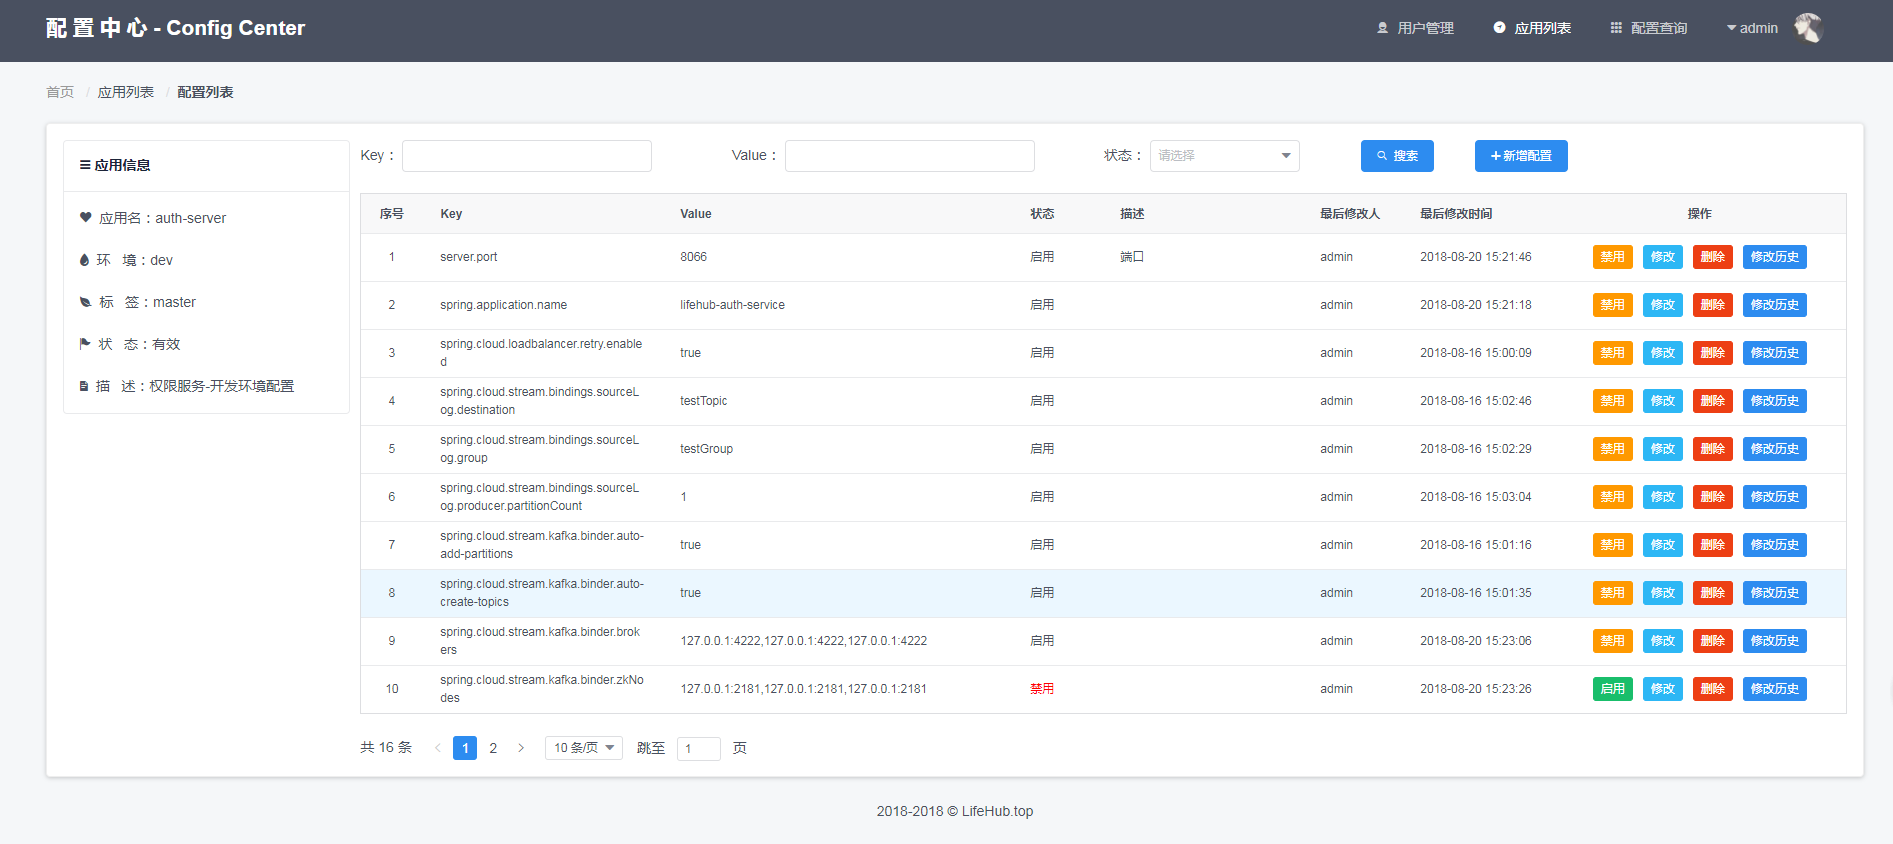 配 置 中 心 - Config Center
用户管理 应用列表 配置查询 admin
首页 / 应用列表 / 配置列表
应用信息
应用名：auth-server
环 境：dev
标 签：master
状 态：有效
描 述：权限服务-开发环境配置
Key： Value： 状态： 请选择 搜索 新增配置
序号 Key Value 状态 描述 最后修改人 最后修改时间 操作
1 server.port 8066 启用 端口 admin 2018-08-20 15:21:46 禁用 修改 删除 修改历史
2 spring.application.name lifehub-auth-service 启用 admin 2018-08-20 15:21:18 禁用 修改 删除 修改历史
3 spring.cloud.loadbalancer.retry.enable
d true 启用 admin 2018-08-16 15:00:09 禁用 修改 删除 修改历史
4 spring.cloud.stream.bindings.sourceL
og.destination testTopic 启用 admin 2018-08-16 15:02:46 禁用 修改 删除 修改历史
5 spring.cloud.stream.bindings.sourceL
og.group testGroup 启用 admin 2018-08-16 15:02:29 禁用 修改 删除 修改历史
6 spring.cloud.stream.bindings.sourceL
og.producer.partitionCount 1 启用 admin 2018-08-16 15:03:04 禁用 修改 删除 修改历史
7 spring.cloud.stream.kafka.binder.auto-
add-partitions true 启用 admin 2018-08-16 15:01:16 禁用 修改 删除 修改历史
8 spring.cloud.stream.kafka.binder.auto-
create-topics true 启用 admin 2018-08-16 15:01:35 禁用 修改 删除 修改历史
9 spring.cloud.stream.kafka.binder.brok
ers 127.0.0.1:4222,127.0.0.1:4222,127.0.0.1:4222 启用 admin 2018-08-20 15:23:06 禁用 修改 删除 修改历史
10 spring.cloud.stream.kafka.binder.zkNo
des 127.0.0.1:2181,127.0.0.1:2181,127.0.0.1:2181 禁用 admin 2018-08-20 15:23:26 启用 修改 删除 修改历史
共 16 条 1 2 10 条/页 跳至 1 页
2018-2018 © LifeHub.top